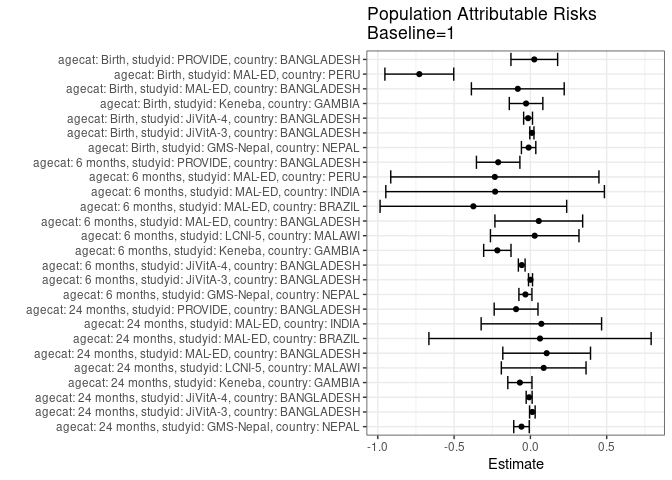 Population Attributable Risks
Baseline=1
agecat: Birth, studyid: PROVIDE, country: BANGLADESH
agecat: Birth, studyid: MAL-ED, country: PERU
agecat: Birth, studyid: MAL-ED, country: BANGLADESH
agecat: Birth, studyid: Keneba, country: GAMBIA
agecat: Birth, studyid: JiVitA-4, country: BANGLADESH
agecat: Birth, studyid: JiVitA-3, country: BANGLADESH
agecat: Birth, studyid: GMS-Nepal, country: NEPAL
agecat: 6 months, studyid: PROVIDE, country: BANGLADESH
agecat: 6 months, studyid: MAL-ED, country: PERU
agecat: 6 months, studyid: MAL-ED, country: INDIA
agecat: 6 months, studyid: MAL-ED, country: BRAZIL
agecat: 6 months, studyid: MAL-ED, country: BANGLADESH
agecat: 6 months, studyid: LCNI-5, country: MALAWI
agecat: 6 months, studyid: Keneba, country: GAMBIA
agecat: 6 months, studyid: JiVitA-4, country: BANGLADESH
agecat: 6 months, studyid: JiVitA-3, country: BANGLADESH
agecat: 6 months, studyid: GMS-Nepal, country: NEPAL
agecat: 24 months, studyid: PROVIDE, country: BANGLADESH
agecat: 24 months, studyid: MAL-ED, country: INDIA
agecat: 24 months, studyid: MAL-ED, country: BRAZIL
agecat: 24 months, studyid: MAL-ED, country: BANGLADESH
agecat: 24 months, studyid: LCNI-5, country: MALAWI
agecat: 24 months, studyid: Keneba, country: GAMBIA
agecat: 24 months, studyid: JiVitA-4, country: BANGLADESH
agecat: 24 months, studyid: JiVitA-3, country: BANGLADESH
agecat: 24 months, studyid: GMS-Nepal, country: NEPAL
-1.0 -0.5 0.0 0.5
Estimate